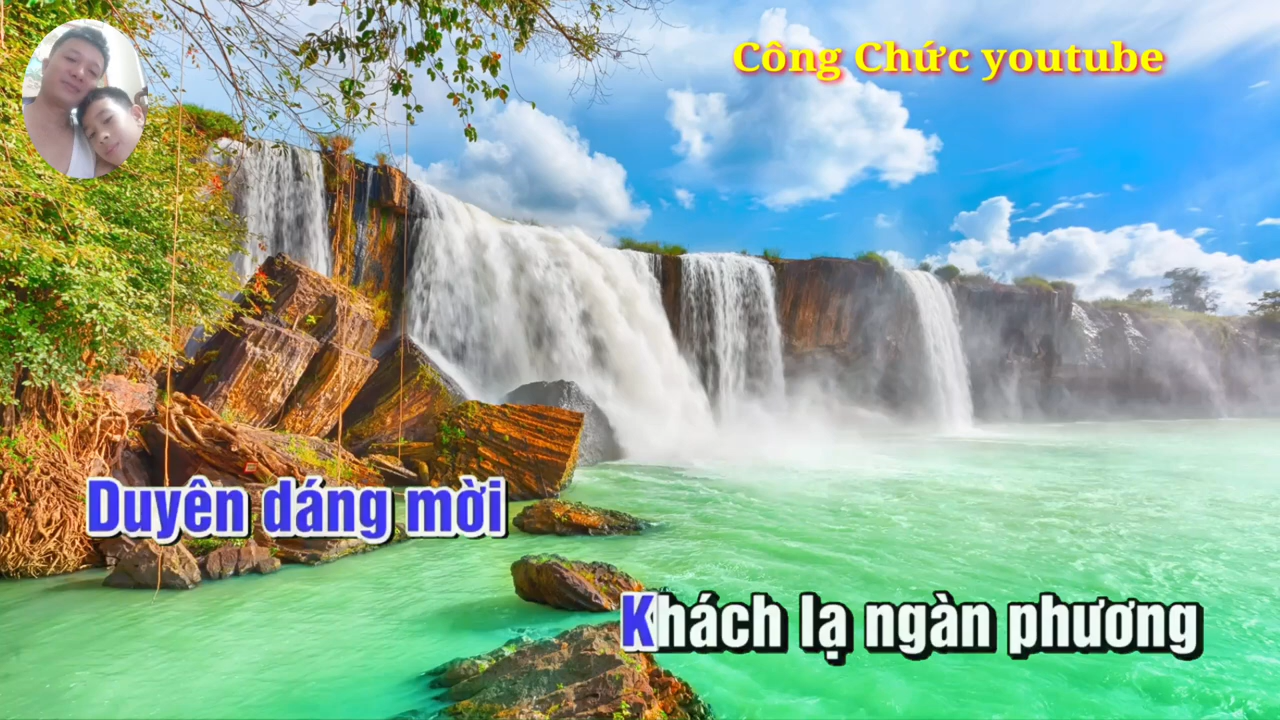 Công Chức youtube
Duyên dáng mời
Khách lạ ngàn phương